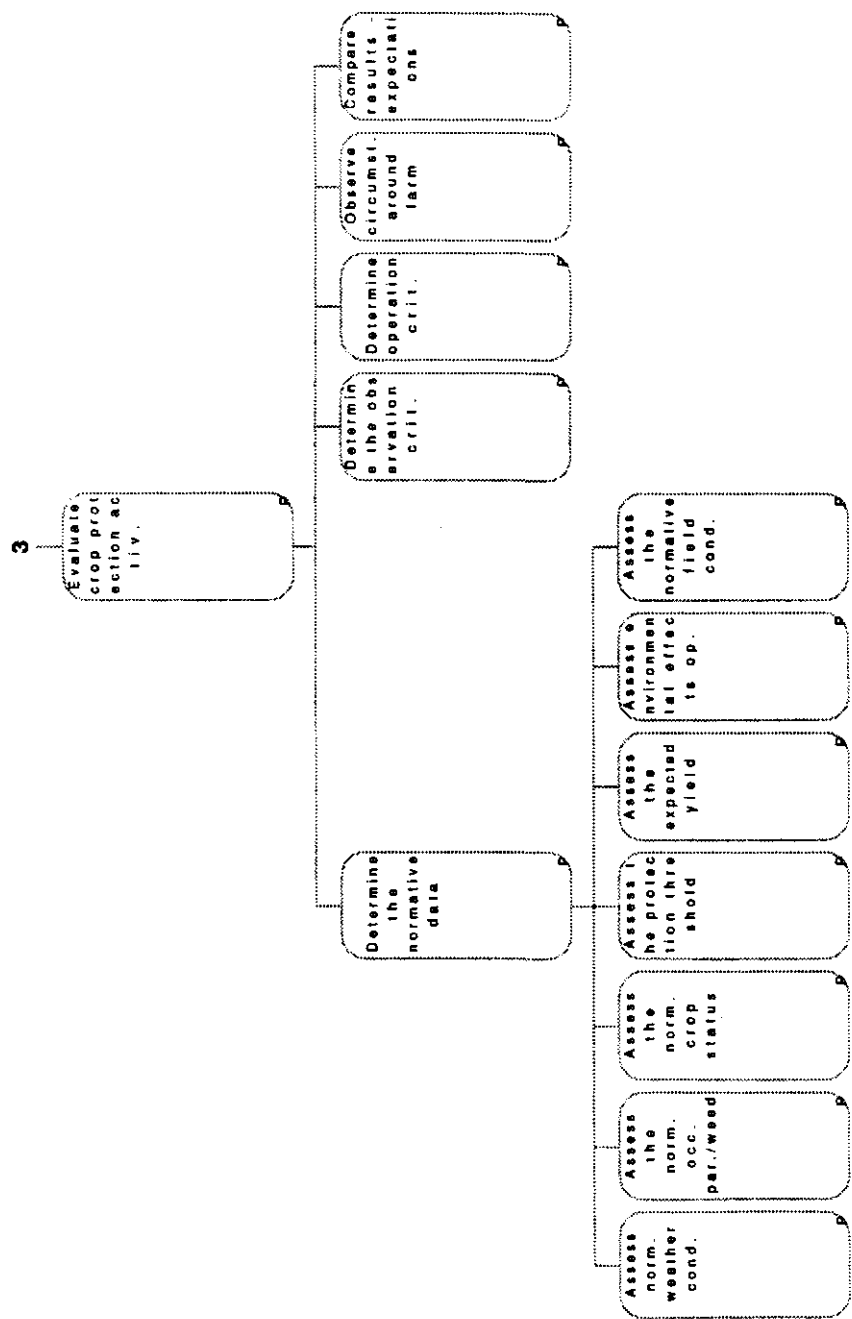 3
Evaluate
crop prot
ection ac
tiv.
P
Determine
the
normative
data
P
Determin
e the obs
ervation
crit.
P
Determine
operation
crit.
P
Observe
circumst.
around
farm
P
Compare
results -
expectati
ons
P
Assess
norm.
weather
cond.
P
Assess
the
norm.
occ.
par./weed
P
Assess
the
norm.
crop
status
P
Assess t
he protec
tion thre
shold
P
Assess
the
expected
yield
P
Assess e
nvironmen
tal effec
ts op.
P
Assess
the
normative
field
cond.
P